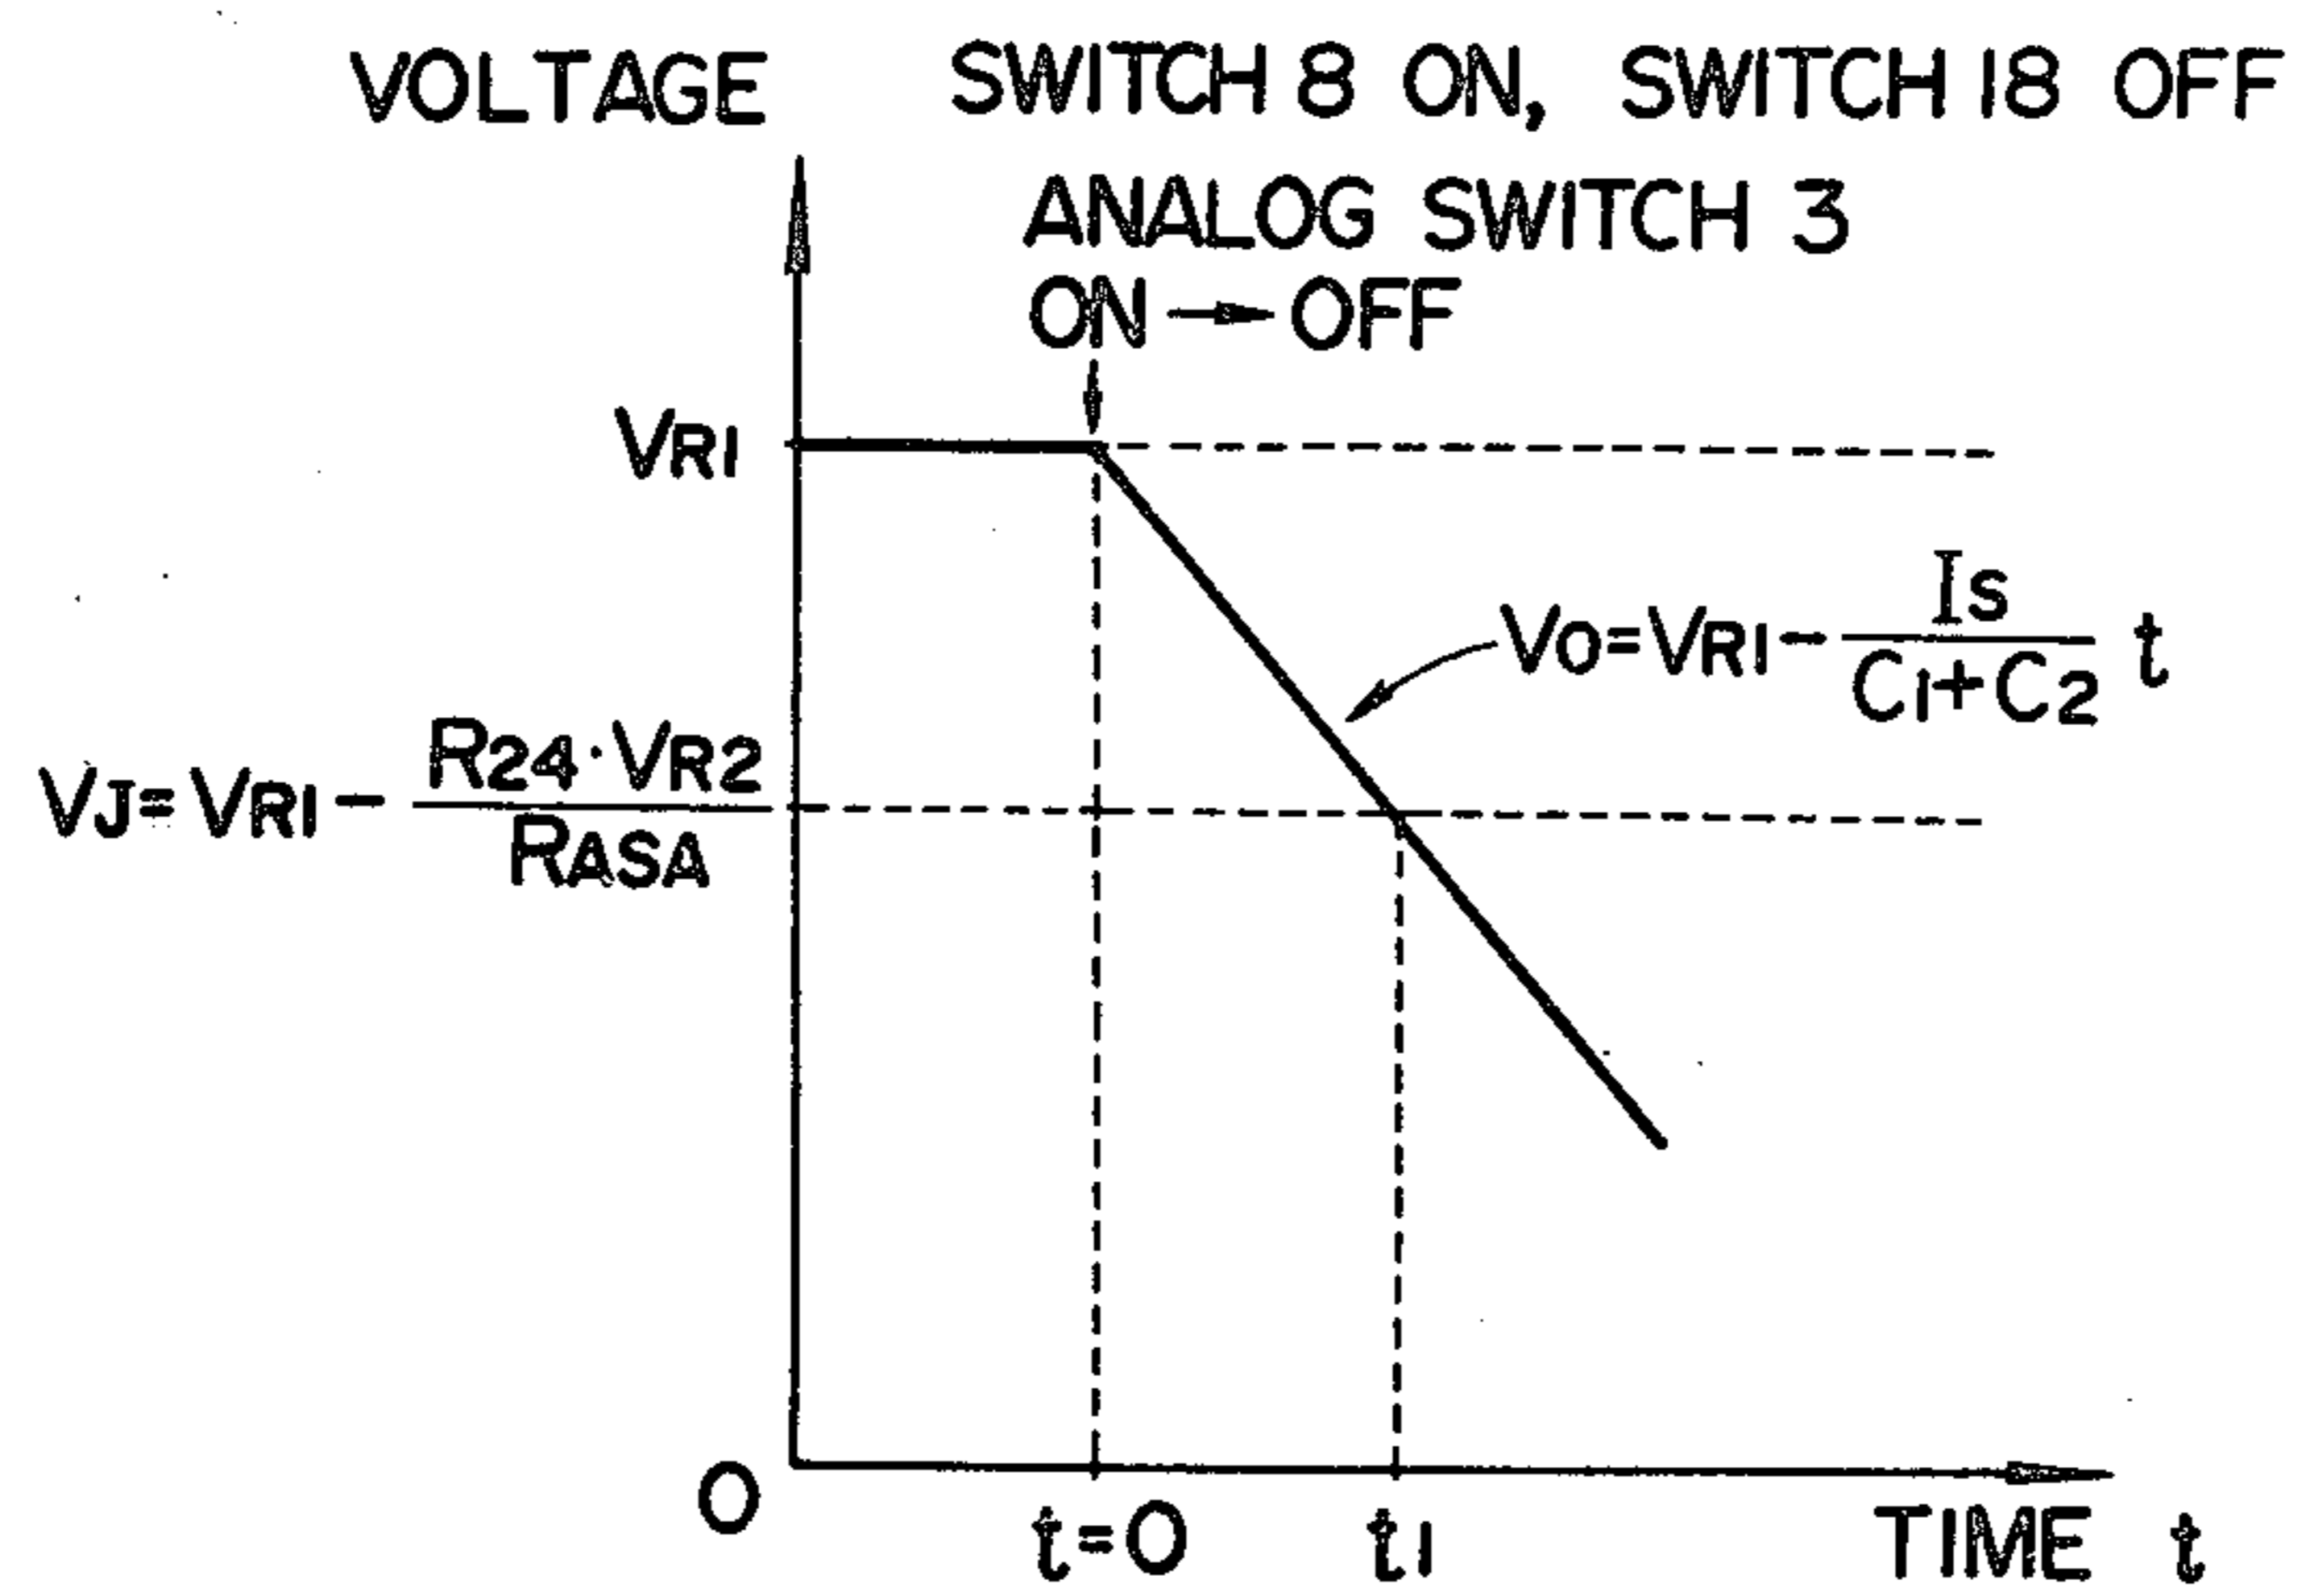 VOLTAGE
SWITCH 8 ON, SWITCH 18 OFF
ANALOG SWITCH 3
ON → OFF
VR1
VO=VR1-IS/(C1+C2) t
VJ=VR1-R24·VR2/RASA
O
t=0
t1
TIME t